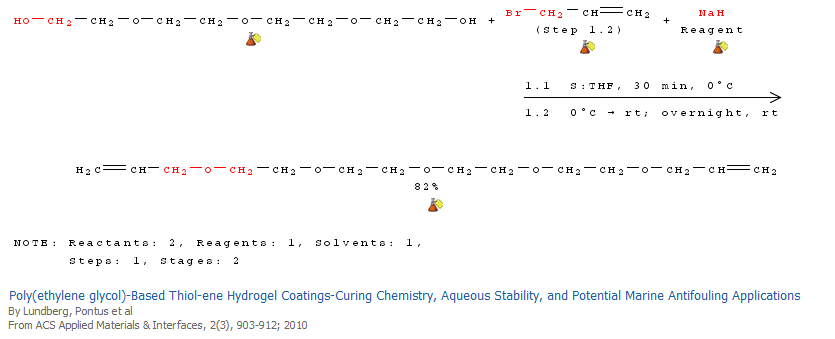 HO—CH2—CH2—O—CH2—CH2—O—CH2—CH2—O—CH2—CH2—OH + Br—CH2—CH=CH2 + NaH
(Step 1.2) Reagent
1.1 S:THF, 30 min, 0°C
1.2 0°C → rt; overnight, rt
H2C=CH—CH2—O—CH2—CH2—O—CH2—CH2—O—CH2—CH2—O—CH2—CH2—O—CH2—CH=CH2
82%
NOTE: Reactants: 2, Reagents: 1, Solvents: 1,
Steps: 1, Stages: 2
Poly(ethylene glycol)-Based Thiol-ene Hydrogel Coatings-Curing Chemistry, Aqueous Stability, and Potential Marine Antifouling Applications
By Lundberg, Pontus et al
From ACS Applied Materials & Interfaces, 2(3), 903-912; 2010